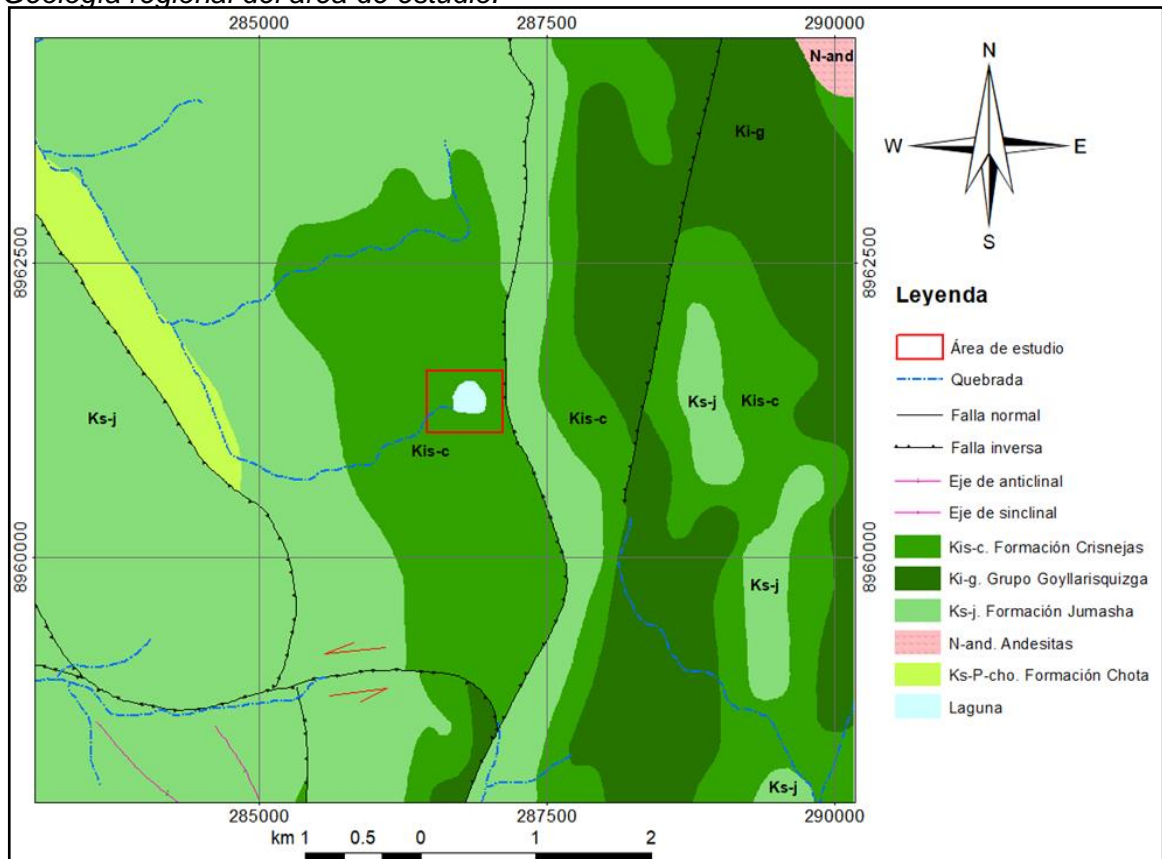 Geología regional del área de estudio.
285000 287500 290000
N-and
Ki-g
N
W E
S
8962500 8962500
Leyenda
Área de estudio
Quebrada
Falla normal
Falla inversa
Eje de anticlinal
Eje de sinclinal
Kis-c. Formación Crisnejas
Ki-g. Grupo Goyllarisquizga
Ks-j. Formación Jumasha
N-and. Andesitas
Ks-P-cho. Formación Chota
Laguna
Ks-j Kis-c
Ks-j Kis-c
Kis-c
8960000 8960000
Ks-j
Ks-j
285000 287500 290000
km 1 0.5 0 1 2